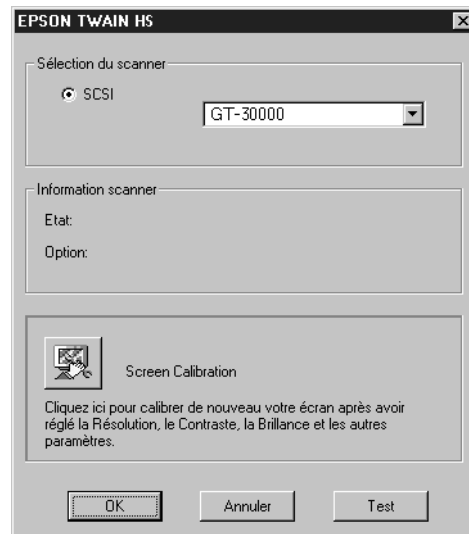 EPSON TWAIN HS
Sélection du scanner
SCSI
GT-30000
Information scanner
Etat:
Option:
Screen Calibration
Cliquez ici pour calibrer de nouveau votre écran après avoir
réglé la Résolution, le Contraste, la Brillance et les autres
paramètres.
OK
Annuler
Test